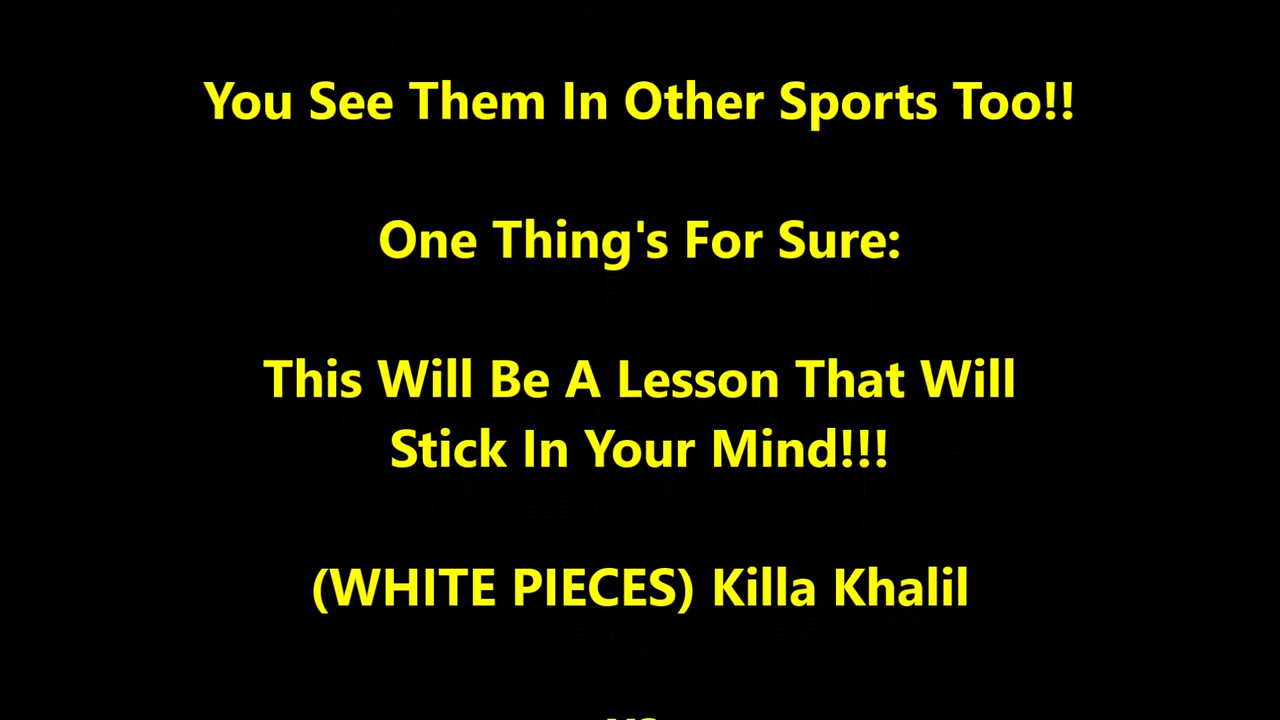 You See Them In Other Sports Too!!
One Thing's For Sure:
This Will Be A Lesson That Will
Stick In Your Mind!!!
(WHITE PIECES) Killa Khalil